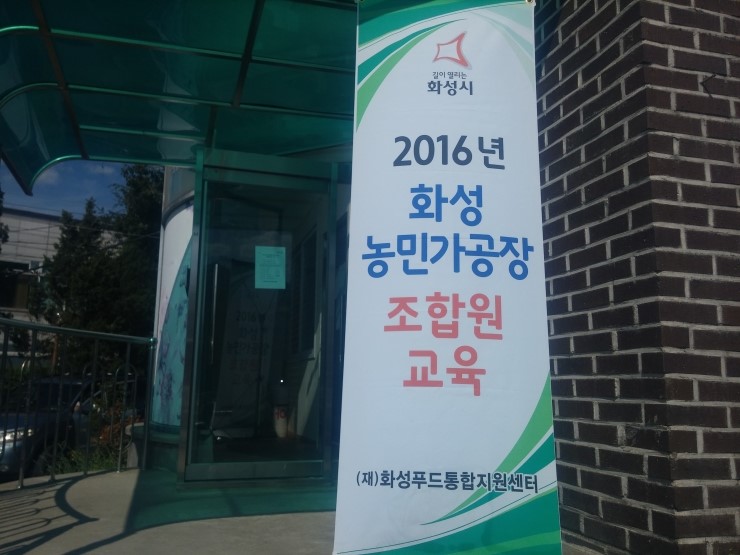 길이 열리는
화성시
2016년
화성
농민가공장
조합원
교육
(재)화성푸드통합지원센터